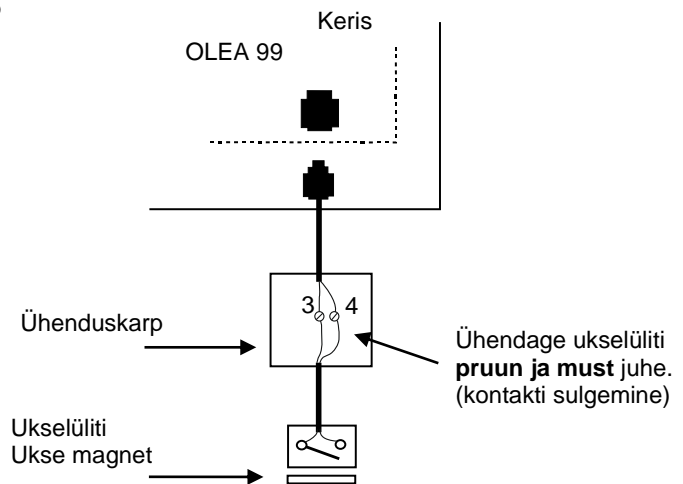 Keris
OLEA 99
3 4
Ühenduskarp
Ühendage ukselüliti
pruun ja must juhe.
(kontakti sulgemine)
Ukselüliti
Ukse magnet